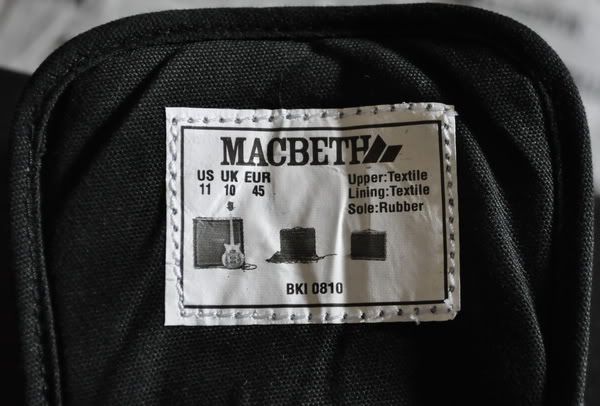 MACBETH
US UK EUR
11 10 45
Upper:Textile
Lining:Textile
Sole:Rubber
BKI 0810